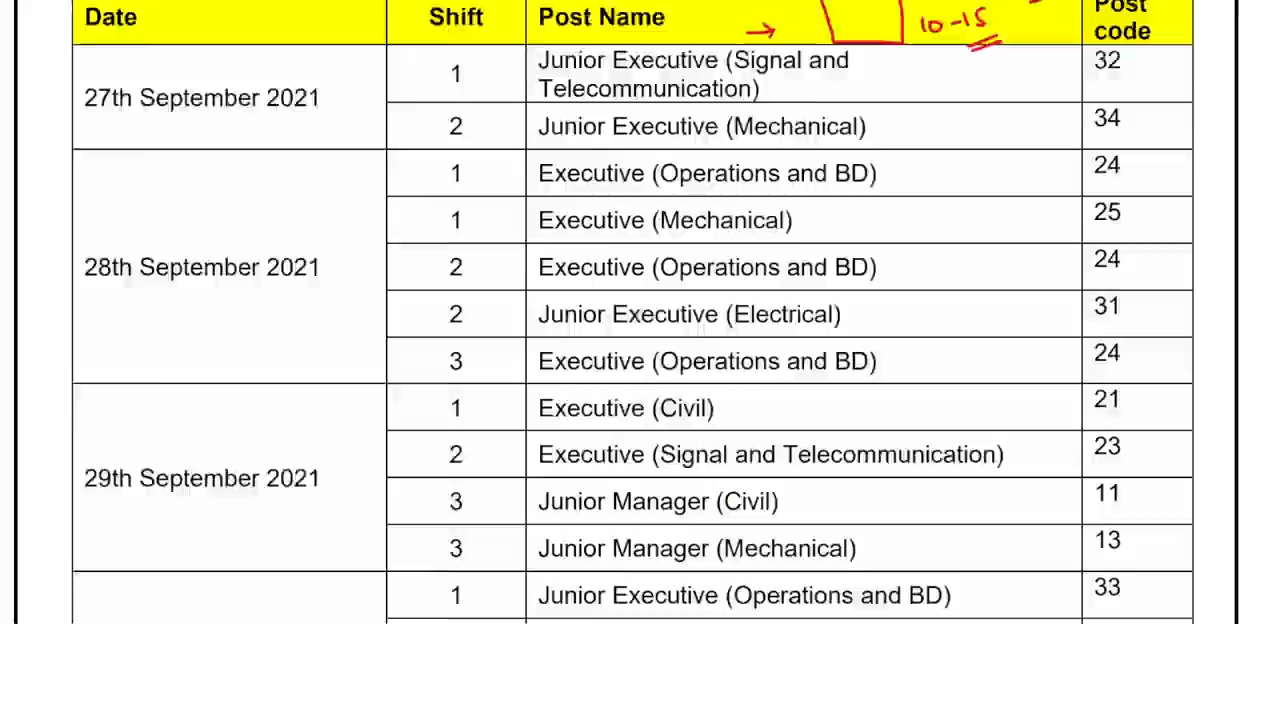 Date Shift Post Name Post code
→ 10-15
27th September 2021
1 Junior Executive (Signal and Telecommunication) 32
2 Junior Executive (Mechanical) 34
28th September 2021
1 Executive (Operations and BD) 24
1 Executive (Mechanical) 25
2 Executive (Operations and BD) 24
2 Junior Executive (Electrical) 31
3 Executive (Operations and BD) 24
29th September 2021
1 Executive (Civil) 21
2 Executive (Signal and Telecommunication) 23
3 Junior Manager (Civil) 11
3 Junior Manager (Mechanical) 13
1 Junior Executive (Operations and BD) 33